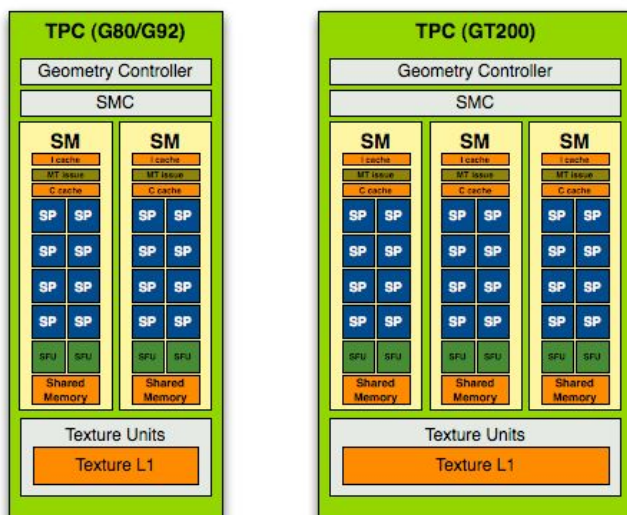 TPC (G80/G92)
Geometry Controller
SMC
SM SM
I cache I cache
MT issue MT issue
C cache C cache
SP SP SP SP
SP SP SP SP
SP SP SP SP
SP SP SP SP
SFU SFU SFU SFU
Shared Shared
Memory Memory
Texture Units
Texture L1
TPC (GT200)
Geometry Controller
SMC
SM SM SM
I cache I cache I cache
MT issue MT issue MT issue
C cache C cache C cache
SP SP SP SP SP SP
SP SP SP SP SP SP
SP SP SP SP SP SP
SP SP SP SP SP SP
SFU SFU SFU SFU SFU SFU
Shared Shared Shared
Memory Memory Memory
Texture Units
Texture L1